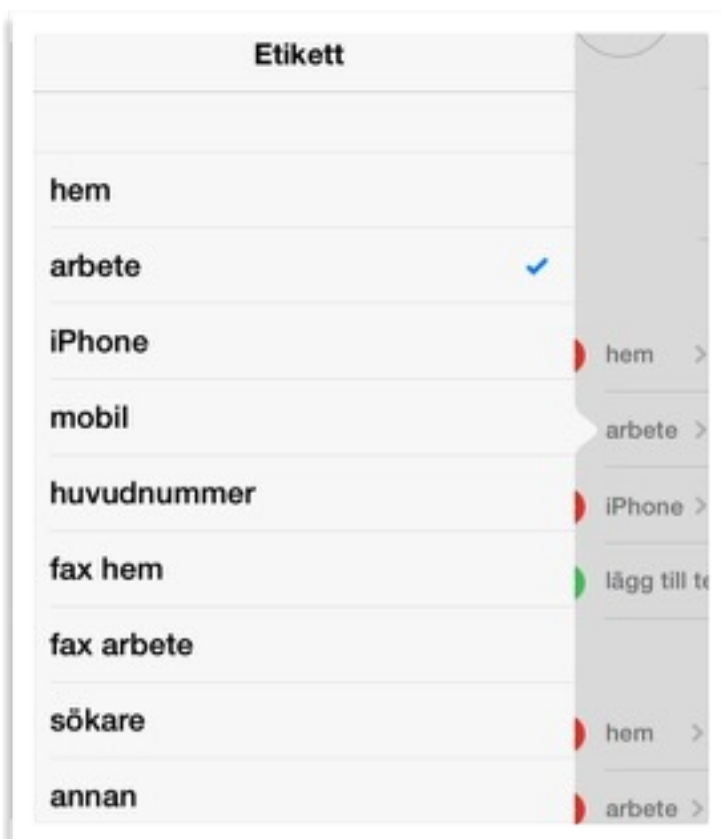 Etikett
hem
arbete
iPhone
mobil
huvudnummer
fax hem
fax arbete
sökare
annan
hem
arbete
iPhone
lägg till
hem
arbete